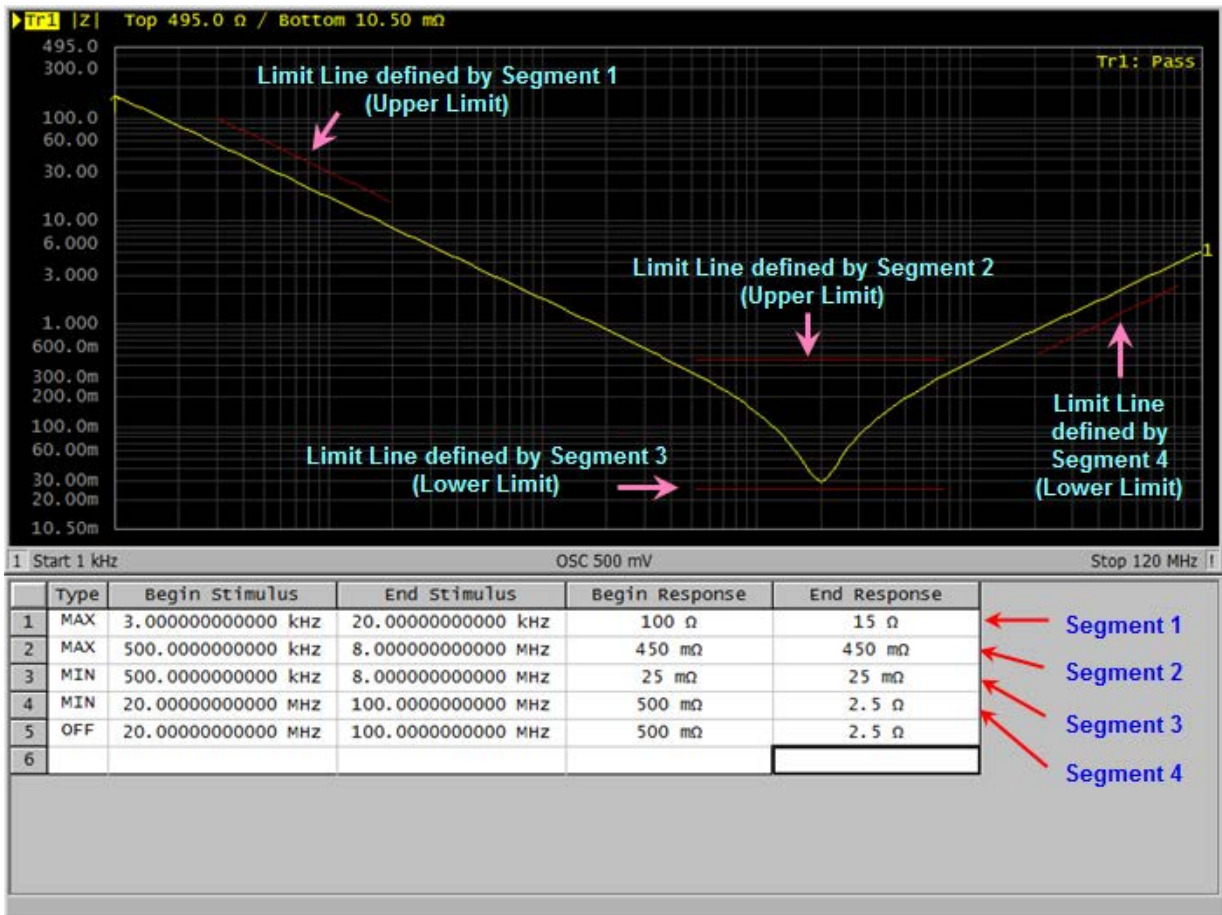 Tr1 |Z| Top 495.0 Ω / Bottom 10.50 mΩ
495.0
300.0
100.0
60.00
30.00
10.00
6.000
3.000
1.000
600.0m
300.0m
200.0m
100.0m
60.00m
30.00m
20.00m
10.50m
Tr1: Pass
Limit Line defined by Segment 1
(Upper Limit)
1
Limit Line defined by Segment 2
(Upper Limit)
Limit Line
defined by
Segment 4
(Lower Limit)
Limit Line defined by Segment 3
(Lower Limit)
1 Start 1 kHz OSC 500 mV Stop 120 MHz !
Type Begin Stimulus End Stimulus Begin Response End Response
1 MAX 3.000000000000 kHz 20.00000000000 kHz 100 Ω 15 Ω
2 MAX 500.0000000000 kHz 8.000000000000 MHz 450 mΩ 450 mΩ
3 MIN 500.0000000000 kHz 8.000000000000 MHz 25 mΩ 25 mΩ
4 MIN 20.00000000000 MHz 100.0000000000 MHz 500 mΩ 2.5 Ω
5 OFF 20.00000000000 MHz 100.0000000000 MHz 500 mΩ 2.5 Ω
6
Segment 1
Segment 2
Segment 3
Segment 4